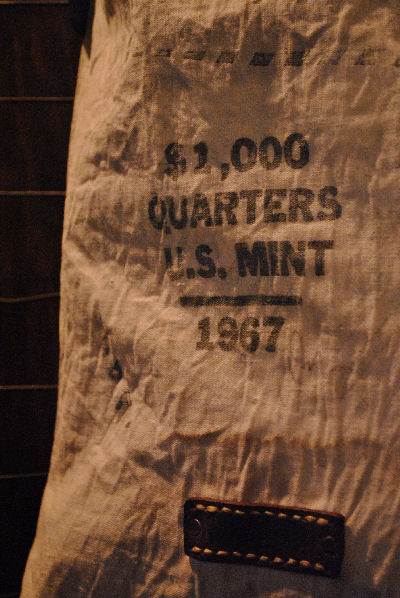 $1,000
QUARTERS
U.S. MINT
1967